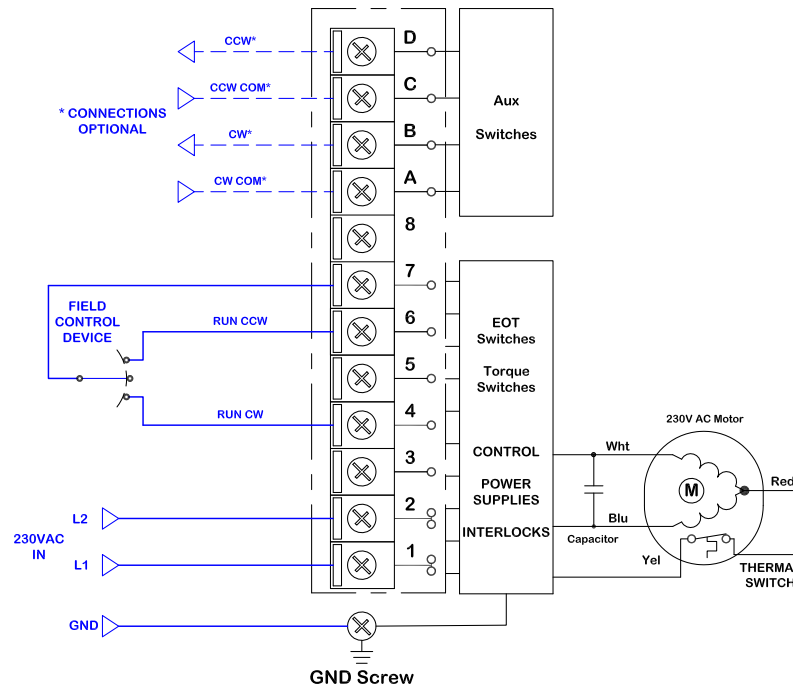 CCW*
D
CCW COM*
C
* CONNECTIONS
OPTIONAL
CW*
B
CW COM*
A
Aux
Switches
8
7
FIELD
CONTROL
DEVICE
RUN CCW
6
EOT
Switches
5
Torque
Switches
RUN CW
4
230V AC Motor
3
CONTROL
Wht
POWER
SUPPLIES
M
Red
L2
2
INTERLOCKS
Capacitor
Blu
230VAC
IN
L1
1
Yel
THERMA
SWITCH
GND
GND Screw